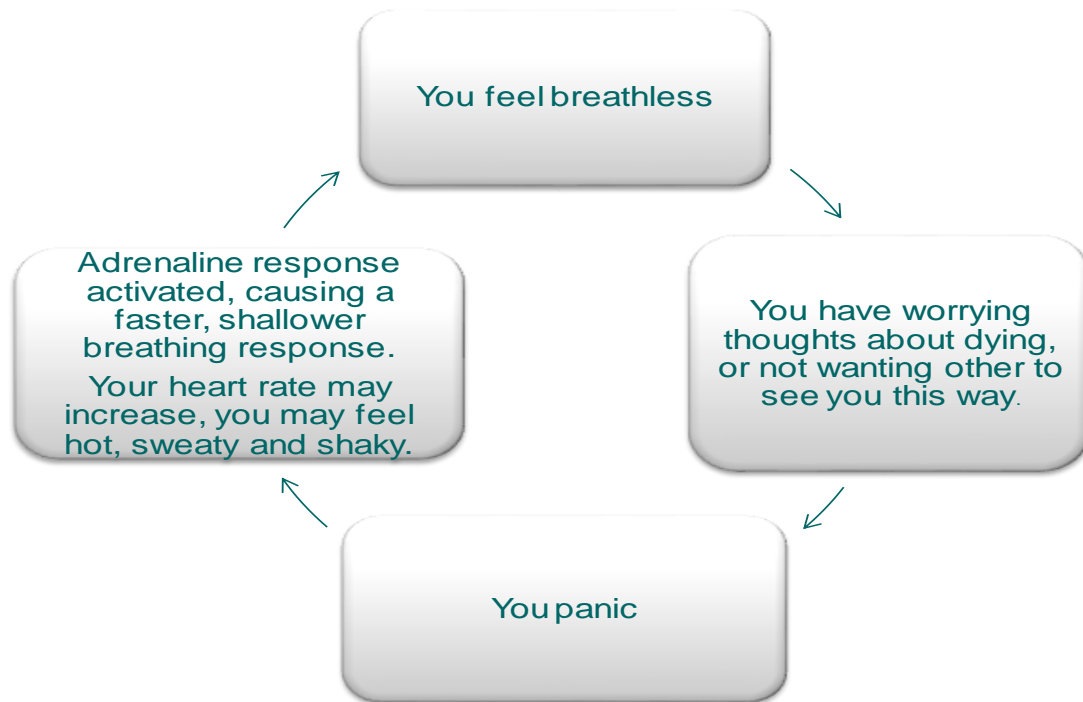 You feel breathless
You have worrying
thoughts about dying,
or not wanting other to
see you this way.
You panic
Adrenaline response
activated, causing a
faster, shallower
breathing response.
Your heart rate may
increase, you may feel
hot, sweaty and shaky.